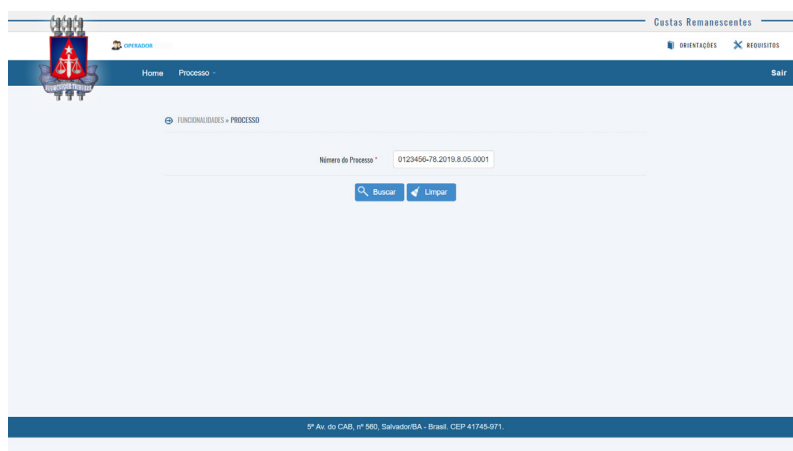 Custas Remanescentes
OPERADOR
ORIENTAÇÕES
REQUISITOS
Home
Processo
Sair
FUNCIONALIDADES » PROCESSO
Número do Processo *
0123456-78.2019.8.05.0001
Buscar
Limpar
5ª Av. do CAB, nº 560, Salvador/BA - Brasil. CEP 41745-971.